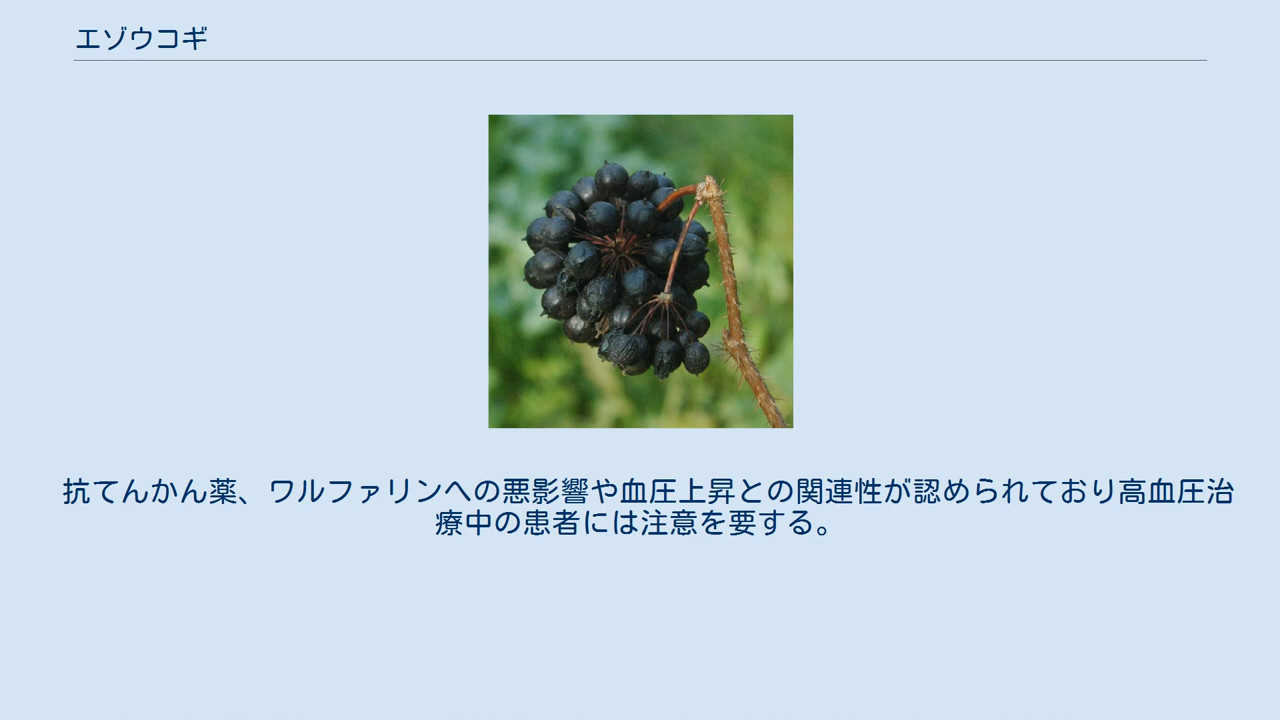 エゾウコギ
抗てんかん薬、ワルファリンへの悪影響や血圧上昇との関連性が認められており高血圧治
療中の患者には注意を要する。